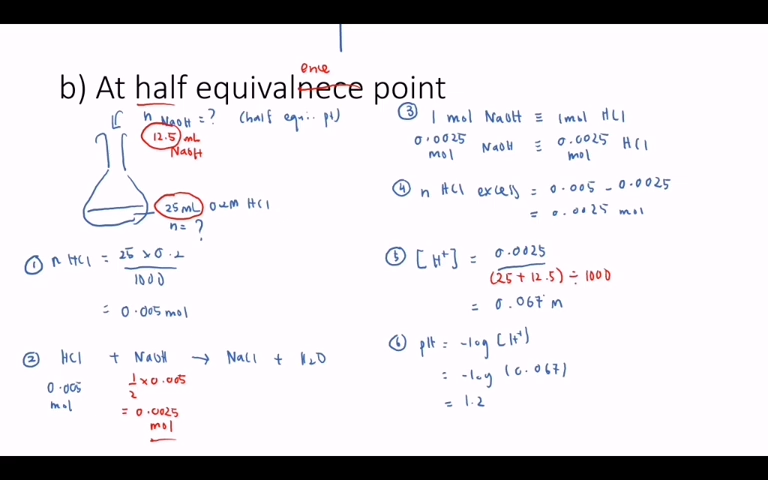 ence
b) At half equivalnece point
n NaOH = ? (half equi. pt)
12.5 mL
NaOH
25 mL 0.2M HCl
n = ?
① n HCl = 25 x 0.2
1000
= 0.005 mol
② HCl + NaOH → NaCl + H₂O
0.005 mol
1/2 x 0.005
= 0.0025 mol
③ 1 mol NaOH ≡ 1 mol HCl
0.0025 mol NaOH ≡ 0.0025 mol HCl
④ n HCl excess = 0.005 - 0.0025
= 0.0025 mol
⑤ [H⁺] = 0.0025
(25 + 12.5) ÷ 1000
= 0.067 M
⑥ pH = -log [H⁺]
= -log (0.067)
= 1.2